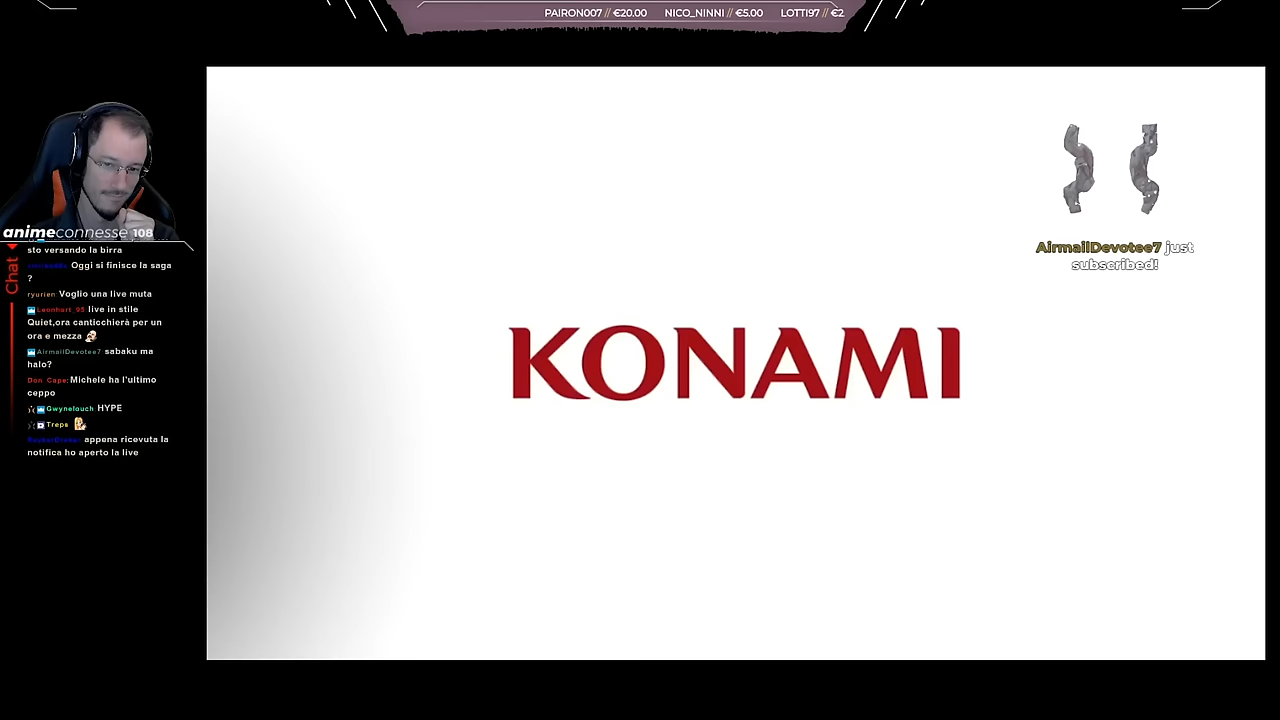 PAIRON007 // €20.00 NICO_NINNI // €5.00 LOTTI97 // €2
KONAMI
AirmailDevotee7 just
subscribed!
animeconnesse 108
Chat
sto versando la birra
Oggi si finisce la saga
?
ryurien Voglio una live muta
Leonhart_95 live in stile
Quiet,ora canticchierà per un
ora e mezza
AirmailDevotee7 sabaku ma
halo?
Don_Cape: Michele ha l'ultimo
ceppo
Gwynelouch HYPE
Treps
appena ricevuta la
notifica ho aperto la live